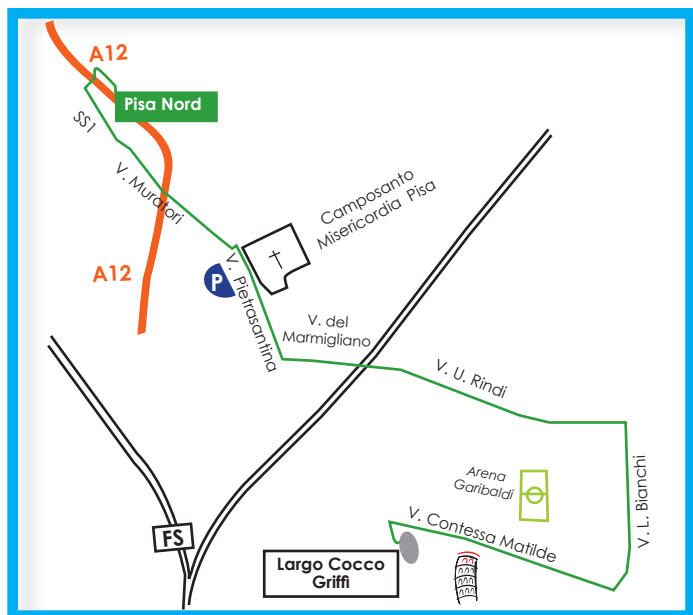 A12
Pisa Nord
SS1
V. Muratori
Camposanto
Misericordia Pisa
A12
P
V. Pietrasantina
V. del
Marmigliano
V. U. Rindi
Arena
Garibaldi
V. L. Bianchi
V. Contessa Matilde
FS
Largo Cocco
Griffi